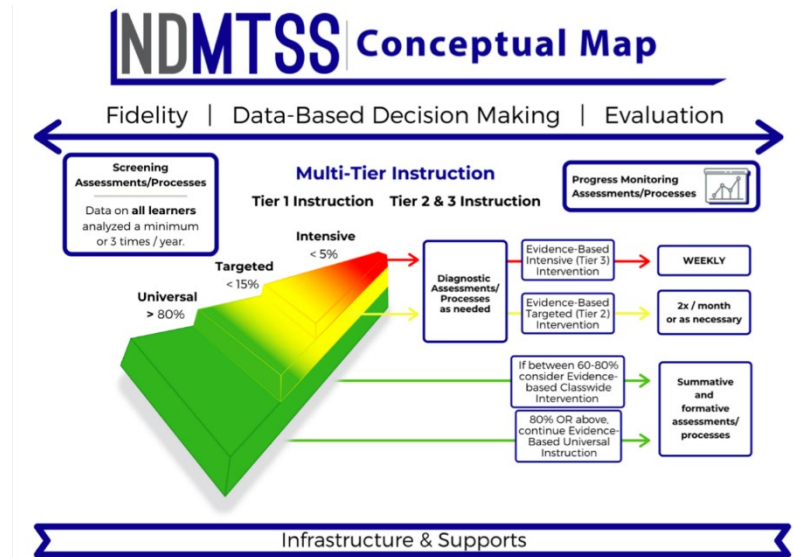 NDMTSS Conceptual Map
Fidelity | Data-Based Decision Making | Evaluation
Screening
Assessments/Processes
Data on all learners
analyzed a minimum
or 3 times / year.
Multi-Tier Instruction
Tier 1 Instruction Tier 2 & 3 Instruction
Progress Monitoring
Assessments/Processes
Intensive
< 5%
Targeted
< 15%
Universal
> 80%
Diagnostic
Assessments/
Processes
as needed
Evidence-Based
Intensive (Tier 3)
Intervention
WEEKLY
Evidence-Based
Targeted (Tier 2)
Intervention
2x / month
or as necessary
If between 60-80%
consider Evidence-
based Classwide
Intervention
80% OR above,
continue Evidence-
Based Universal
Instruction
Summative
and
formative
assessments/
processes
Infrastructure & Supports